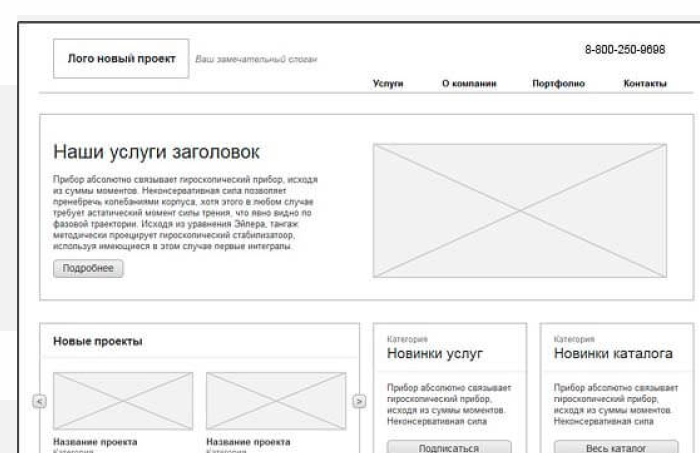 8-800-250-9698
Лого новый проект
Ваш замечательный слоган
Услуги О компании Портфолио Контакты
Наши услуги заголовок
Прибор абсолютно связывает гироскопический прибор, исходя
из суммы моментов. Неконсервативная сила позволяет
пренебречь колебаниями корпуса, хотя этого в любом случае
требует астатический момент силы трения, что явно видно по
фазовой траектории. Исходя из уравнения Эйлера, тангаж
методически проецирует гироскопический стабилизатоор,
используя имеющиеся в этом случае первые интегралы.
Подробнее
Новые проекты
<
>
Название проекта
Категория
Название проекта
Категория
Категория
Новинки услуг
Прибор абсолютно связывает
гироскопический прибор,
исходя из суммы моментов.
Неконсервативная сила
Подписаться
Категория
Новинки каталога
Прибор абсолютно связывает
гироскопический прибор,
исходя из суммы моментов.
Неконсервативная сила
Весь каталог